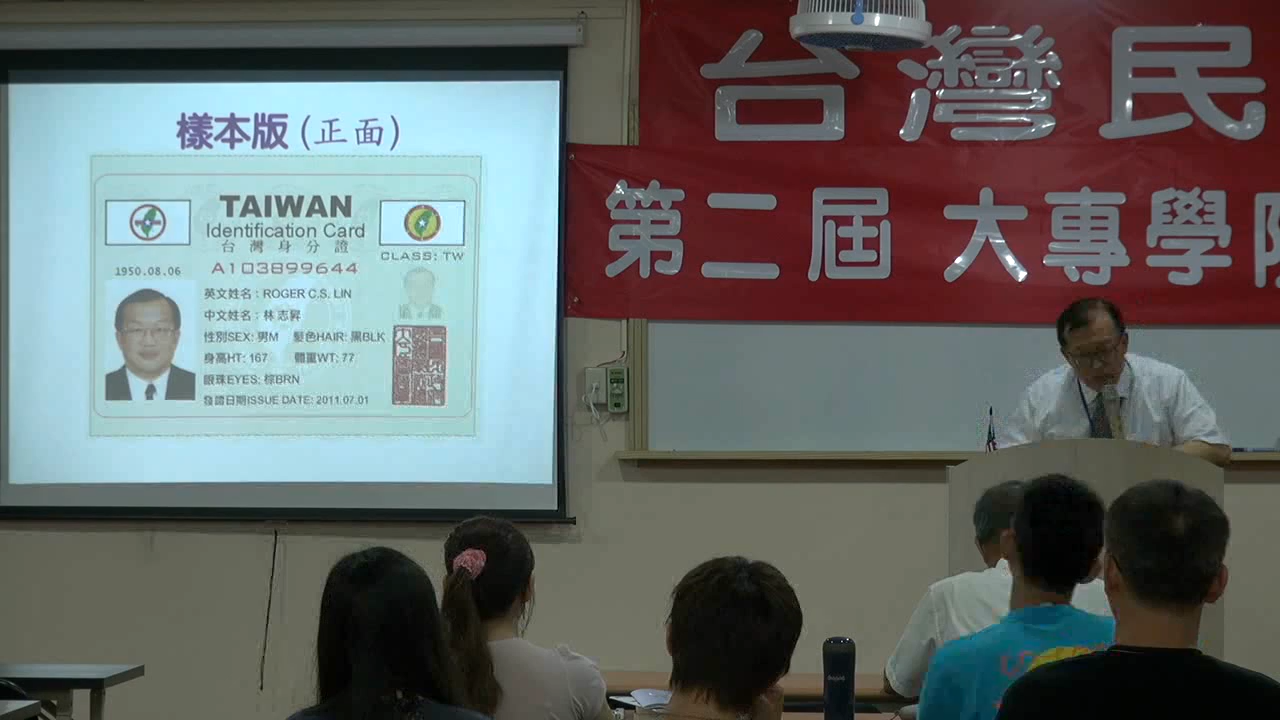 樣本版 (正面)
TAIWAN
Identification Card
台灣身分證
CLASS: TW
1950.08.06
A103899644
英文姓名：ROGER C.S. LIN
中文姓名：林 志昇
性別SEX: 男M 髮色HAIR: 黑BLK
身高HT: 167 體重WT: 77
眼珠EYES: 棕BRN
發證日期ISSUE DATE: 2011.07.01
台灣民
第二屆 大專學院